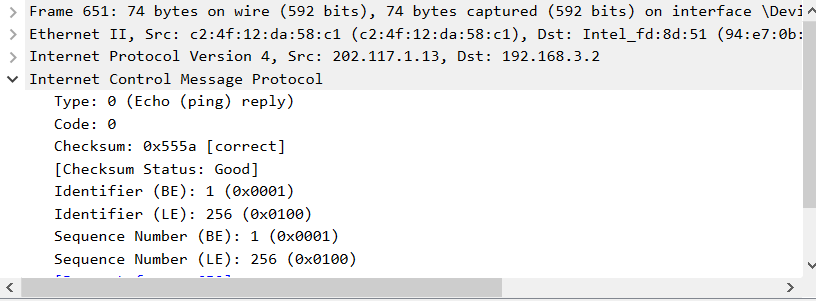 Frame 651: 74 bytes on wire (592 bits), 74 bytes captured (592 bits) on interface \Devi
Ethernet II, Src: c2:4f:12:da:58:c1 (c2:4f:12:da:58:c1), Dst: Intel_fd:8d:51 (94:e7:0b:
Internet Protocol Version 4, Src: 202.117.1.13, Dst: 192.168.3.2
Internet Control Message Protocol
Type: 0 (Echo (ping) reply)
Code: 0
Checksum: 0x555a [correct]
[Checksum Status: Good]
Identifier (BE): 1 (0x0001)
Identifier (LE): 256 (0x0100)
Sequence Number (BE): 1 (0x0001)
Sequence Number (LE): 256 (0x0100)